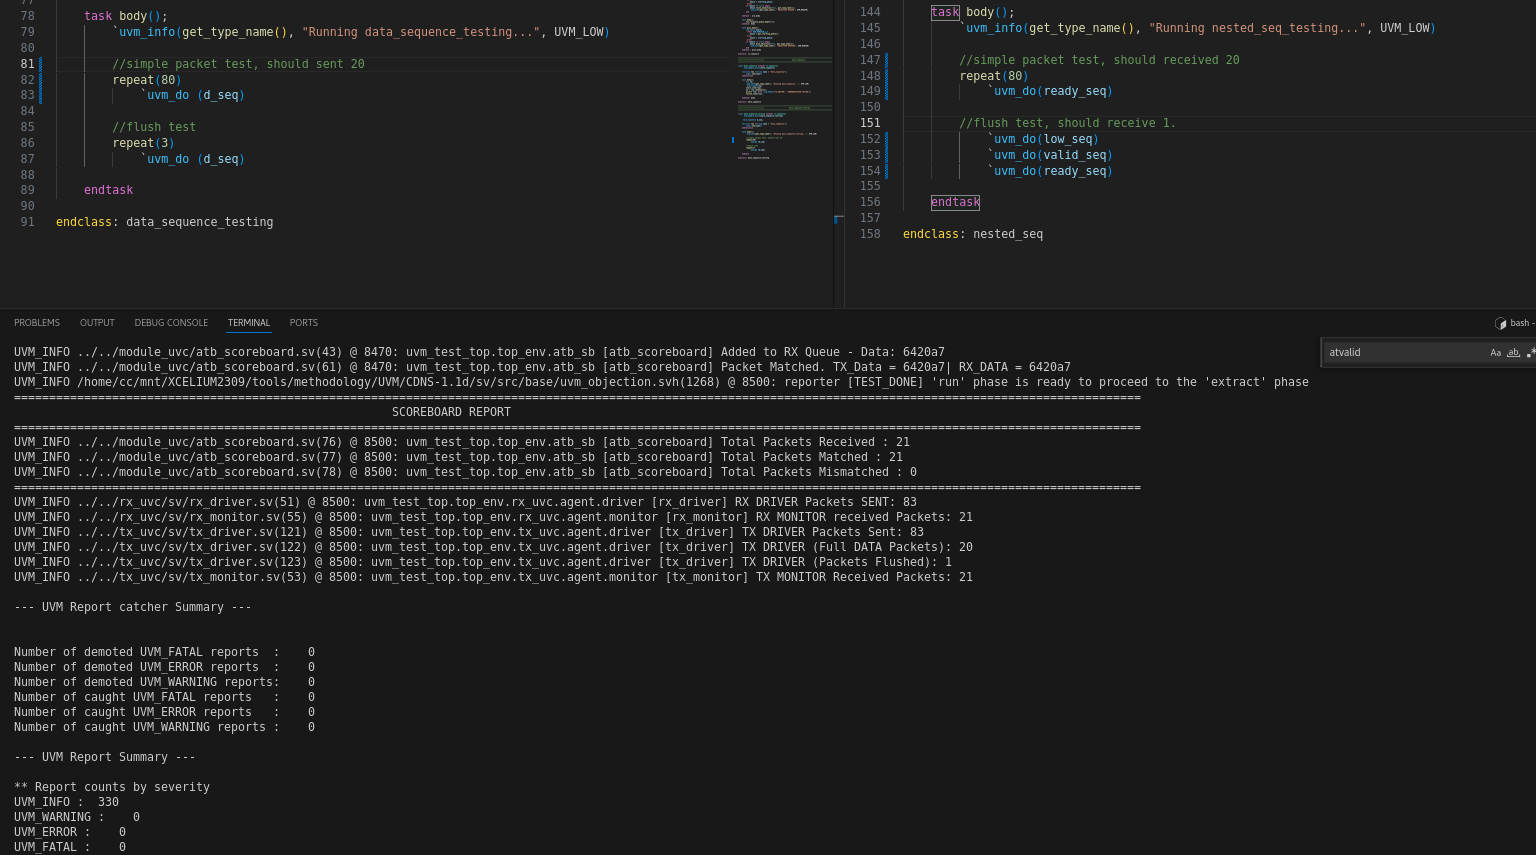 77
78 task body();
79 `uvm_info(get_type_name(), "Running data_sequence_testing...", UVM_LOW)
80
81 //simple packet test, should sent 20
82 repeat(80)
83 `uvm_do (d_seq)
84
85 //flush test
86 repeat(3)
87 `uvm_do (d_seq)
88
89 endtask
90
91 endclass: data_sequence_testing
144 task body();
145 `uvm_info(get_type_name(), "Running nested_seq_testing...", UVM_LOW)
146
147 //simple packet test, should received 20
148 repeat(80)
149 `uvm_do(ready_seq)
150
151 //flush test, should receive 1.
152 `uvm_do(low_seq)
153 `uvm_do(valid_seq)
154 `uvm_do(ready_seq)
155
156 endtask
157
158 endclass: nested_seq
PROBLEMS OUTPUT DEBUG CONSOLE TERMINAL PORTS
bash -
atvalid Aa ab .*
UVM_INFO ../../module_uvc/atb_scoreboard.sv(43) @ 8470: uvm_test_top.top_env.atb_sb [atb_scoreboard] Added to RX Queue - Data: 6420a7
UVM_INFO ../../module_uvc/atb_scoreboard.sv(61) @ 8470: uvm_test_top.top_env.atb_sb [atb_scoreboard] Packet Matched. TX_Data = 6420a7| RX_DATA = 6420a7
UVM_INFO /home/cc/mnt/XCELIUM2309/tools/methodology/UVM/CDNS-1.1d/sv/src/base/uvm_objection.svh(1268) @ 8500: reporter [TEST_DONE] 'run' phase is ready to proceed to the 'extract' phase
=================================================================================================================================================================
SCOREBOARD REPORT
=================================================================================================================================================================
UVM_INFO ../../module_uvc/atb_scoreboard.sv(76) @ 8500: uvm_test_top.top_env.atb_sb [atb_scoreboard] Total Packets Received : 21
UVM_INFO ../../module_uvc/atb_scoreboard.sv(77) @ 8500: uvm_test_top.top_env.atb_sb [atb_scoreboard] Total Packets Matched : 21
UVM_INFO ../../module_uvc/atb_scoreboard.sv(78) @ 8500: uvm_test_top.top_env.atb_sb [atb_scoreboard] Total Packets Mismatched : 0
=================================================================================================================================================================
UVM_INFO ../../rx_uvc/sv/rx_driver.sv(51) @ 8500: uvm_test_top.top_env.rx_uvc.agent.driver [rx_driver] RX DRIVER Packets SENT: 83
UVM_INFO ../../rx_uvc/sv/rx_monitor.sv(55) @ 8500: uvm_test_top.top_env.rx_uvc.agent.monitor [rx_monitor] RX MONITOR received Packets: 21
UVM_INFO ../../tx_uvc/sv/tx_driver.sv(121) @ 8500: uvm_test_top.top_env.tx_uvc.agent.driver [tx_driver] TX DRIVER Packets Sent: 83
UVM_INFO ../../tx_uvc/sv/tx_driver.sv(122) @ 8500: uvm_test_top.top_env.tx_uvc.agent.driver [tx_driver] TX DRIVER (Full DATA Packets): 20
UVM_INFO ../../tx_uvc/sv/tx_driver.sv(123) @ 8500: uvm_test_top.top_env.tx_uvc.agent.driver [tx_driver] TX DRIVER (Packets Flushed): 1
UVM_INFO ../../tx_uvc/sv/tx_monitor.sv(53) @ 8500: uvm_test_top.top_env.tx_uvc.agent.monitor [tx_monitor] TX MONITOR Received Packets: 21
--- UVM Report catcher Summary ---
Number of demoted UVM_FATAL reports : 0
Number of demoted UVM_ERROR reports : 0
Number of demoted UVM_WARNING reports: 0
Number of caught UVM_FATAL reports : 0
Number of caught UVM_ERROR reports : 0
Number of caught UVM_WARNING reports : 0
--- UVM Report Summary ---
** Report counts by severity
UVM_INFO : 330
UVM_WARNING : 0
UVM_ERROR : 0
UVM_FATAL : 0